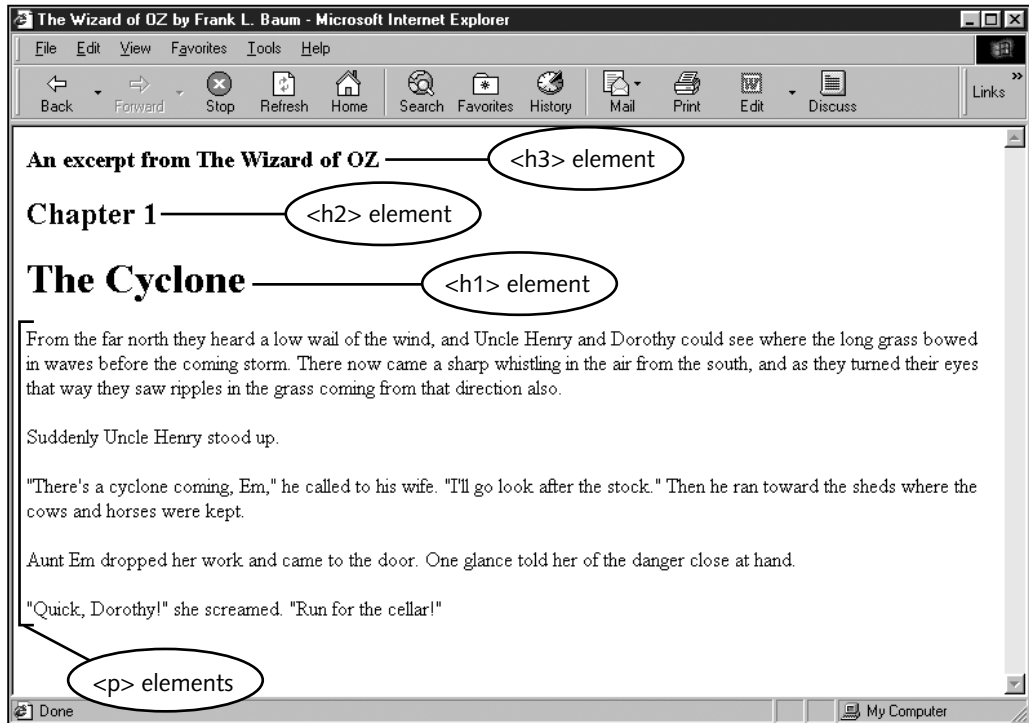 The Wizard of OZ by Frank L. Baum - Microsoft Internet Explorer
File Edit View Favorites Tools Help
Back Forward Stop Refresh Home Search Favorites History Mail Print Edit Discuss Links »
An excerpt from The Wizard of OZ
<h3> element
Chapter 1
<h2> element
The Cyclone
<h1> element
From the far north they heard a low wail of the wind, and Uncle Henry and Dorothy could see where the long grass bowed
in waves before the coming storm. There now came a sharp whistling in the air from the south, and as they turned their eyes
that way they saw ripples in the grass coming from that direction also.
Suddenly Uncle Henry stood up.
"There's a cyclone coming, Em," he called to his wife. "I'll go look after the stock." Then he ran toward the sheds where the
cows and horses were kept.
Aunt Em dropped her work and came to the door. One glance told her of the danger close at hand.
"Quick, Dorothy!" she screamed. "Run for the cellar!"
<p> elements
Done My Computer